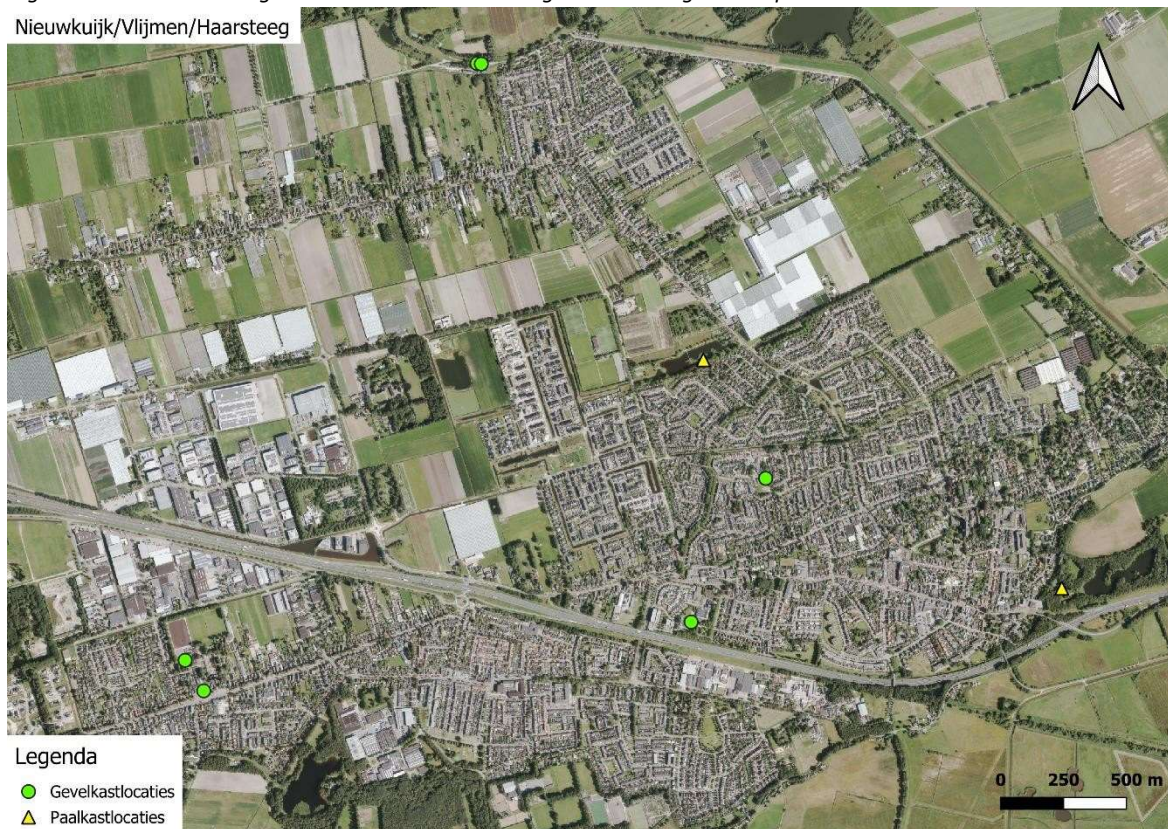 Nieuwkuijk/Vlijmen/Haarsteeg
Legenda
Gevelkastlocaties
Paalkastlocaties
0 250 500 m